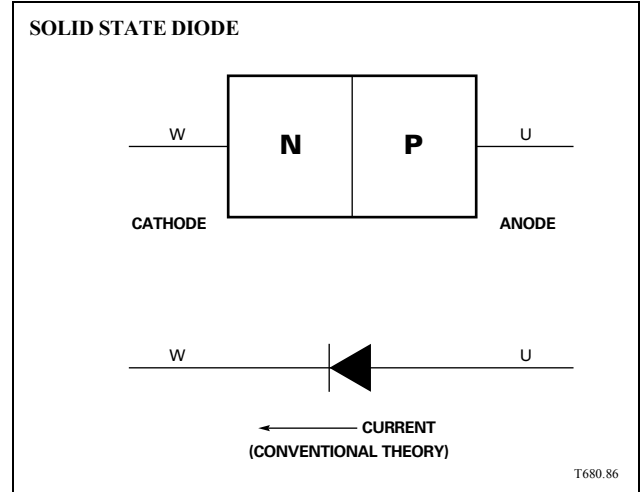 SOLID STATE DIODE
W N P U
CATHODE ANODE
W U
CURRENT
(CONVENTIONAL THEORY)
T680.86